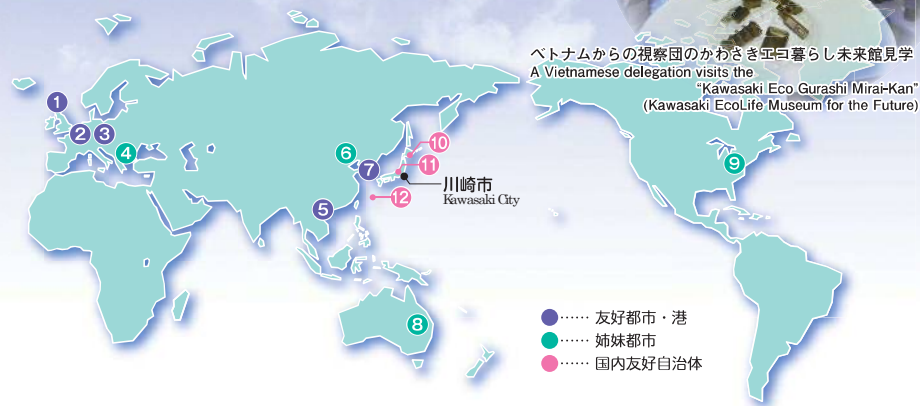 ベトナムからの視察団のかわさきエコ暮らし未来館見学
A Vietnamese delegation visits the
“Kawasaki Eco Gurashi Mirai-Kan”
(Kawasaki EcoLife Museum for the Future)
1
2
3
4
5
6
7
8
9
10
11
12
川崎市
Kawasaki City
…… 友好都市・港
…… 姉妹都市
…… 国内友好自治体